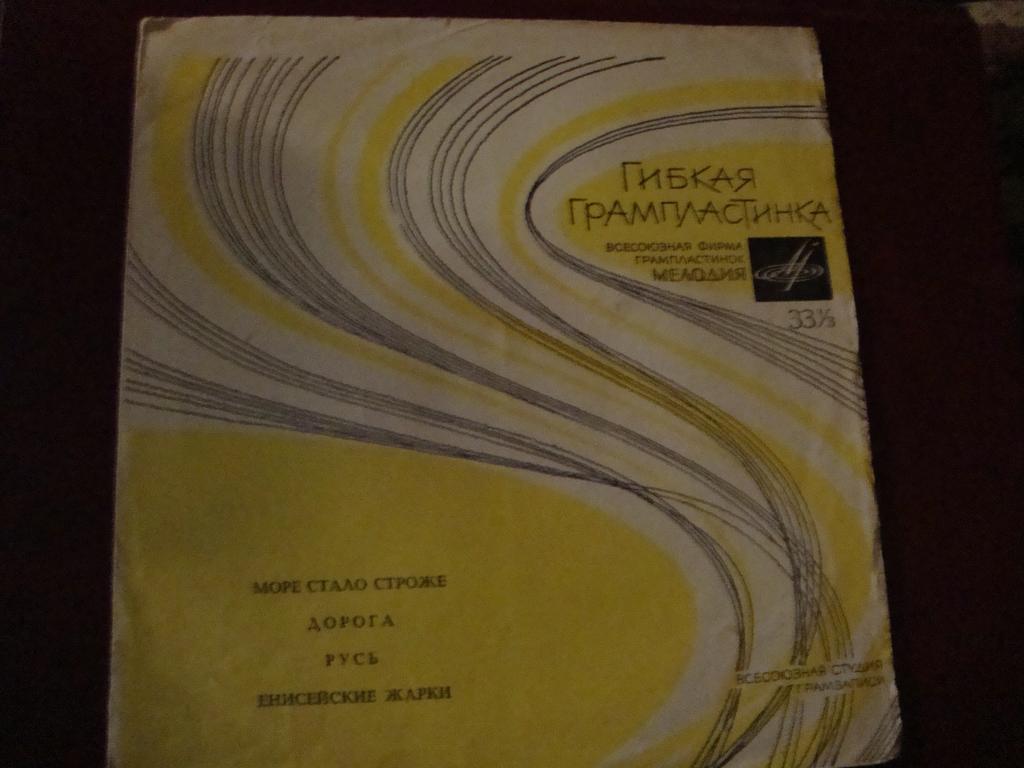 ГИБКАЯ
ГРАМПЛАСТИНКА
ВСЕСОЮЗНАЯ ФИРМА
ГРАМПЛАСТИНОК
МЕЛОДИЯ
33⅓
МОРЕ СТАЛО СТРОЖЕ
ДОРОГА
РУСЬ
ЕНИСЕЙСКИЕ ЖАРКИ
ВСЕСОЮЗНАЯ СТУДИЯ
ГРАМЗАПИСИ